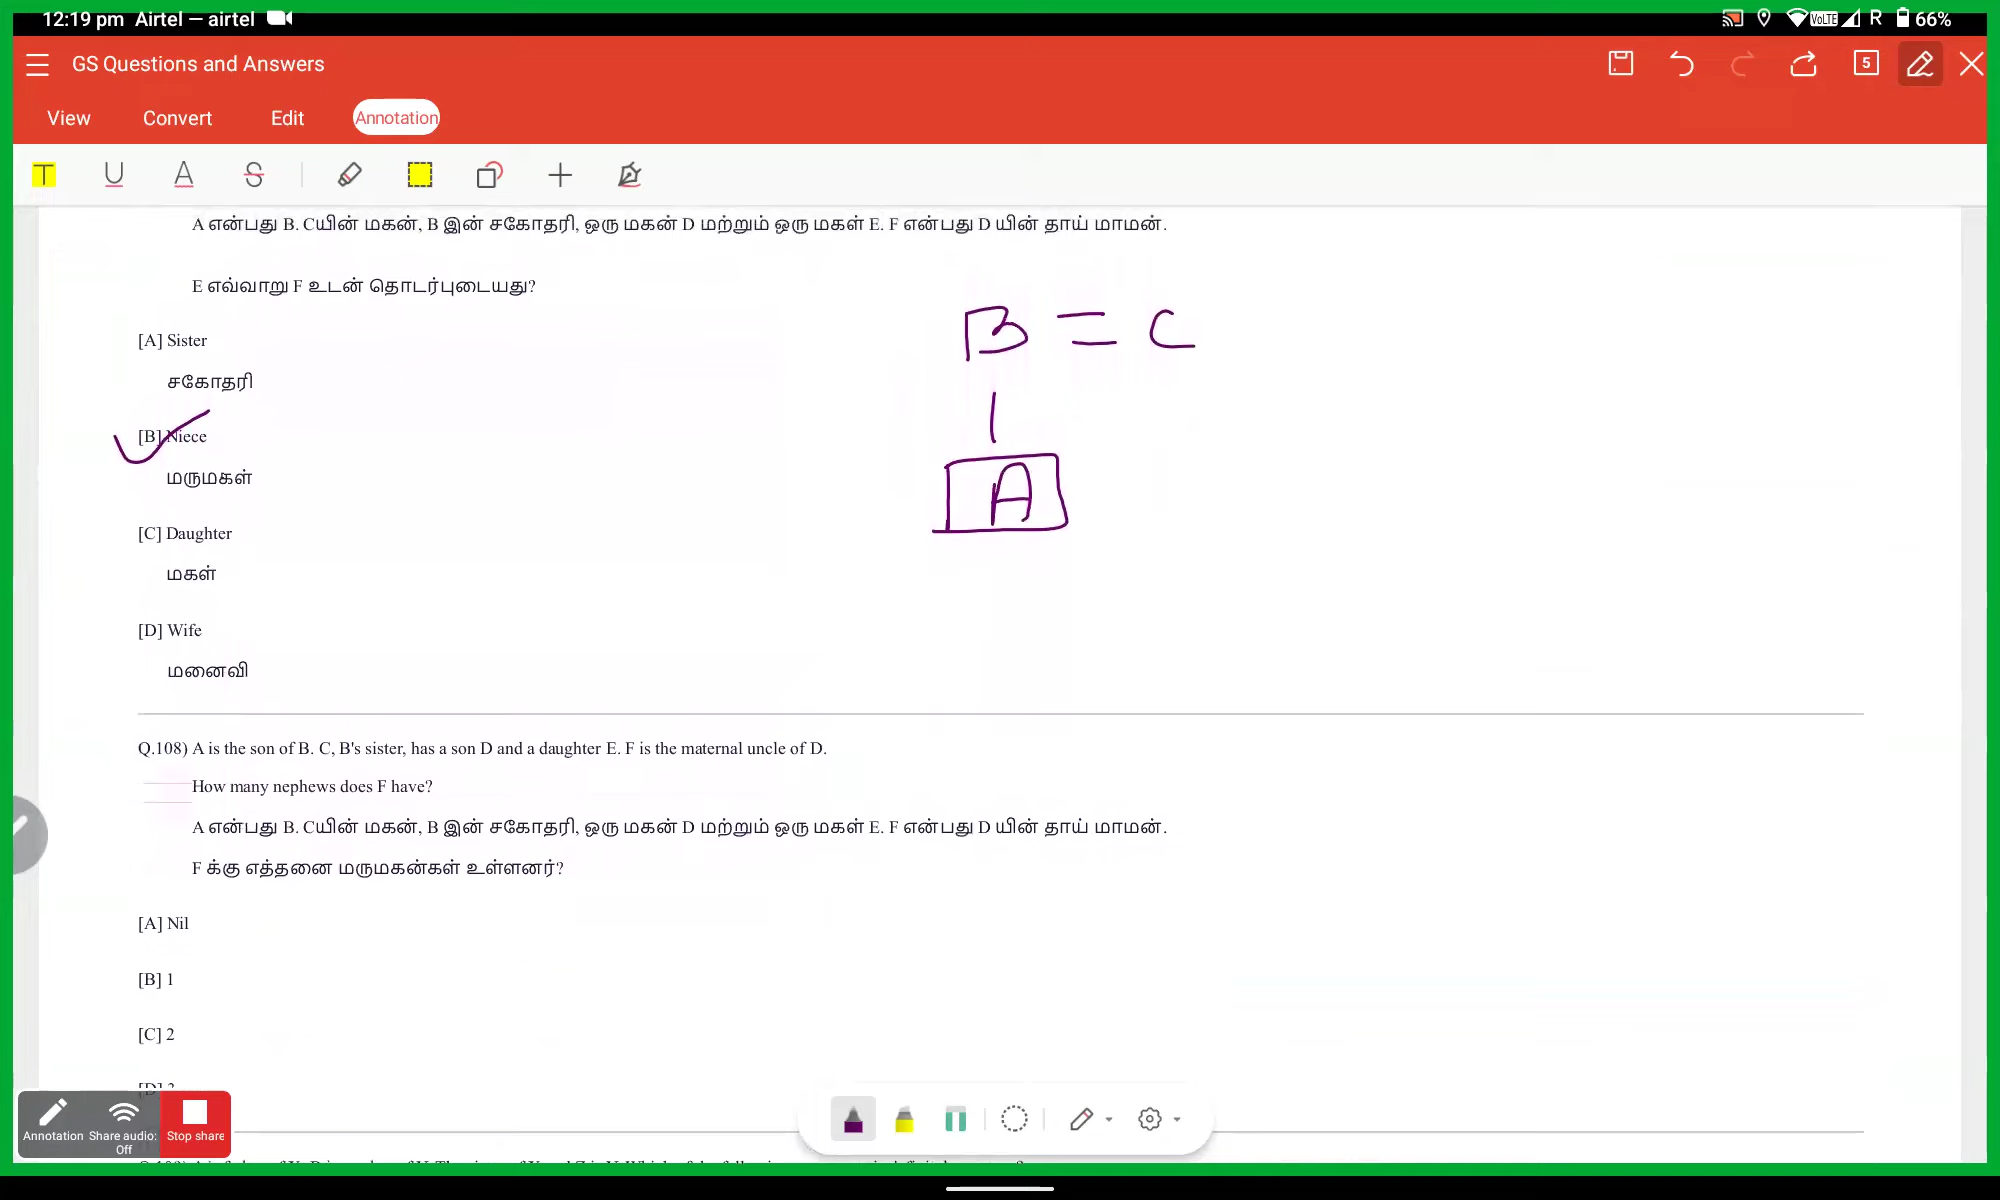 12:19 pm Airtel — airtel VoLTE R 66%
GS Questions and Answers 5
View Convert Edit Annotation
T U A S
A என்பது B. Cயின் மகன், B இன் சகோதரி, ஒரு மகன் D மற்றும் ஒரு மகள் E. F என்பது D யின் தாய் மாமன்.
E எவ்வாறு F உடன் தொடர்புடையது?
B = C
[A] Sister
சகோதரி
[B] Niece
மருமகள்
A
[C] Daughter
மகள்
[D] Wife
மனைவி
Q.108) A is the son of B. C, B's sister, has a son D and a daughter E. F is the maternal uncle of D.
How many nephews does F have?
A என்பது B. Cயின் மகன், B இன் சகோதரி, ஒரு மகன் D மற்றும் ஒரு மகள் E. F என்பது D யின் தாய் மாமன்.
F க்கு எத்தனை மருமகன்கள் உள்ளனர்?
[A] Nil
[B] 1
[C] 2
[D] 3
Annotation Share audio: Off Stop share